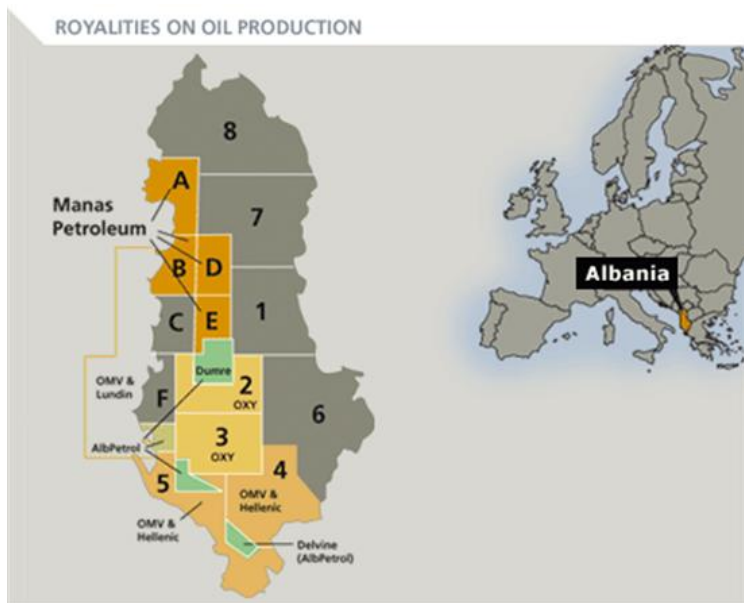 ROYALITIES ON OIL PRODUCTION
8
A
Manas
Petroleum
7
B
D
Albania
C
E
1
Dumre
OMV &
Lundin
F
2
OXY
6
AlbPetrol
3
OXY
4
5
OMV &
Hellenic
OMV &
Hellenic
Delvine
(AlbPetrol)